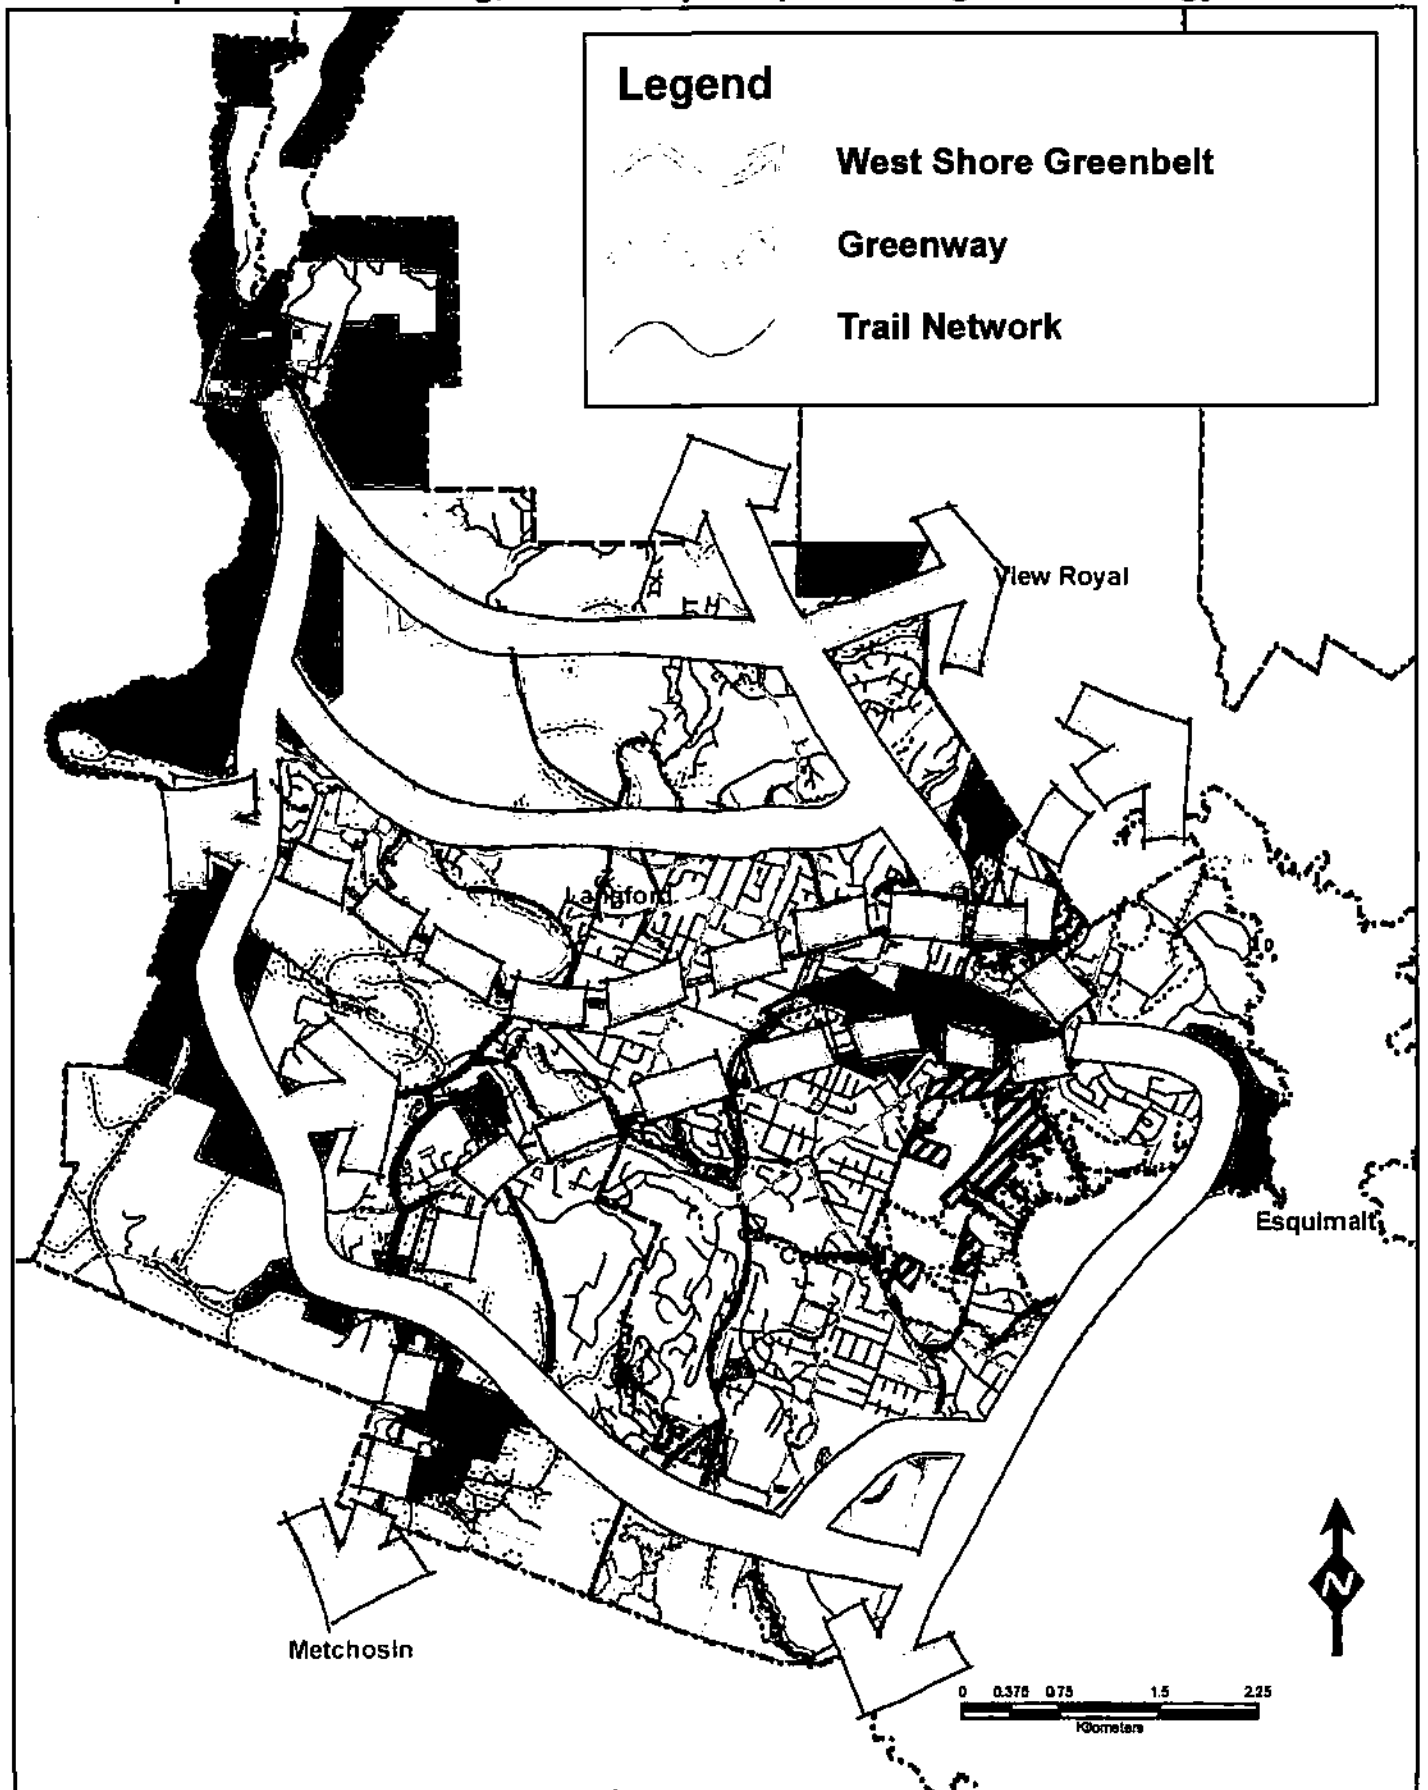 Legend
West Shore Greenbelt
Greenway
Trail Network
View Royal
Langford
Esquimalt
Metchosin
N
0 0.375 0.75 1.5 2.25
Kilometers